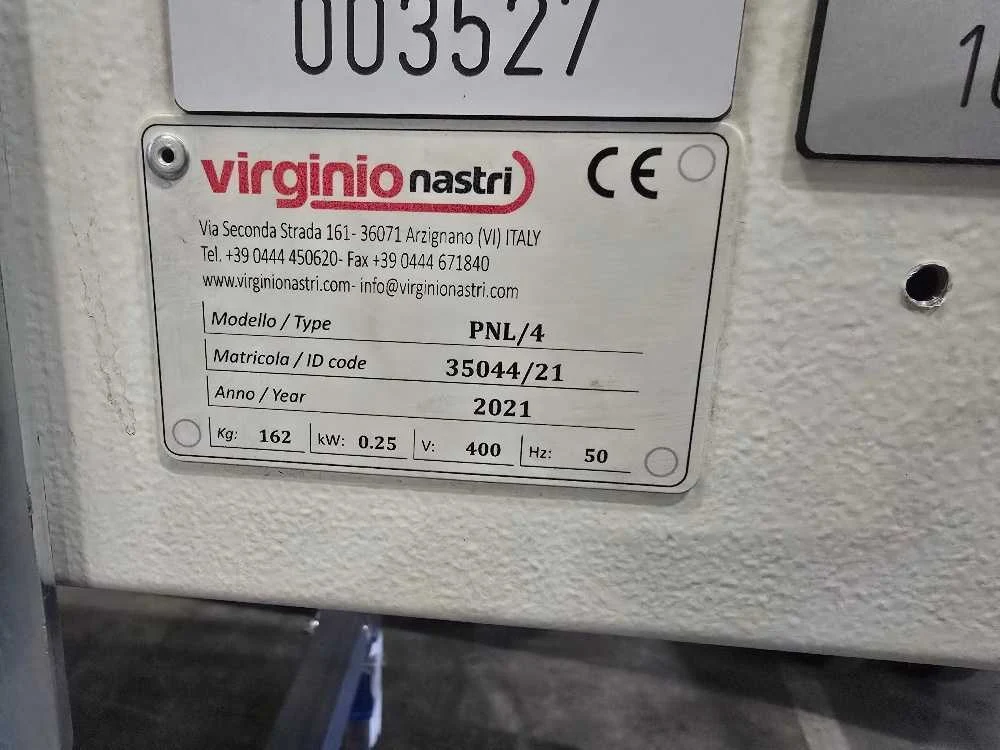 003527
virginio nastri
CE
Via Seconda Strada 161- 36071 Arzignano (VI) ITALY
Tel. +39 0444 450620- Fax +39 0444 671840
www.virginionastri.com- info@virginionastri.com
Modello / Type PNL/4
Matricola / ID code 35044/21
Anno / Year 2021
Kg: 162 kW: 0.25 V: 400 Hz: 50